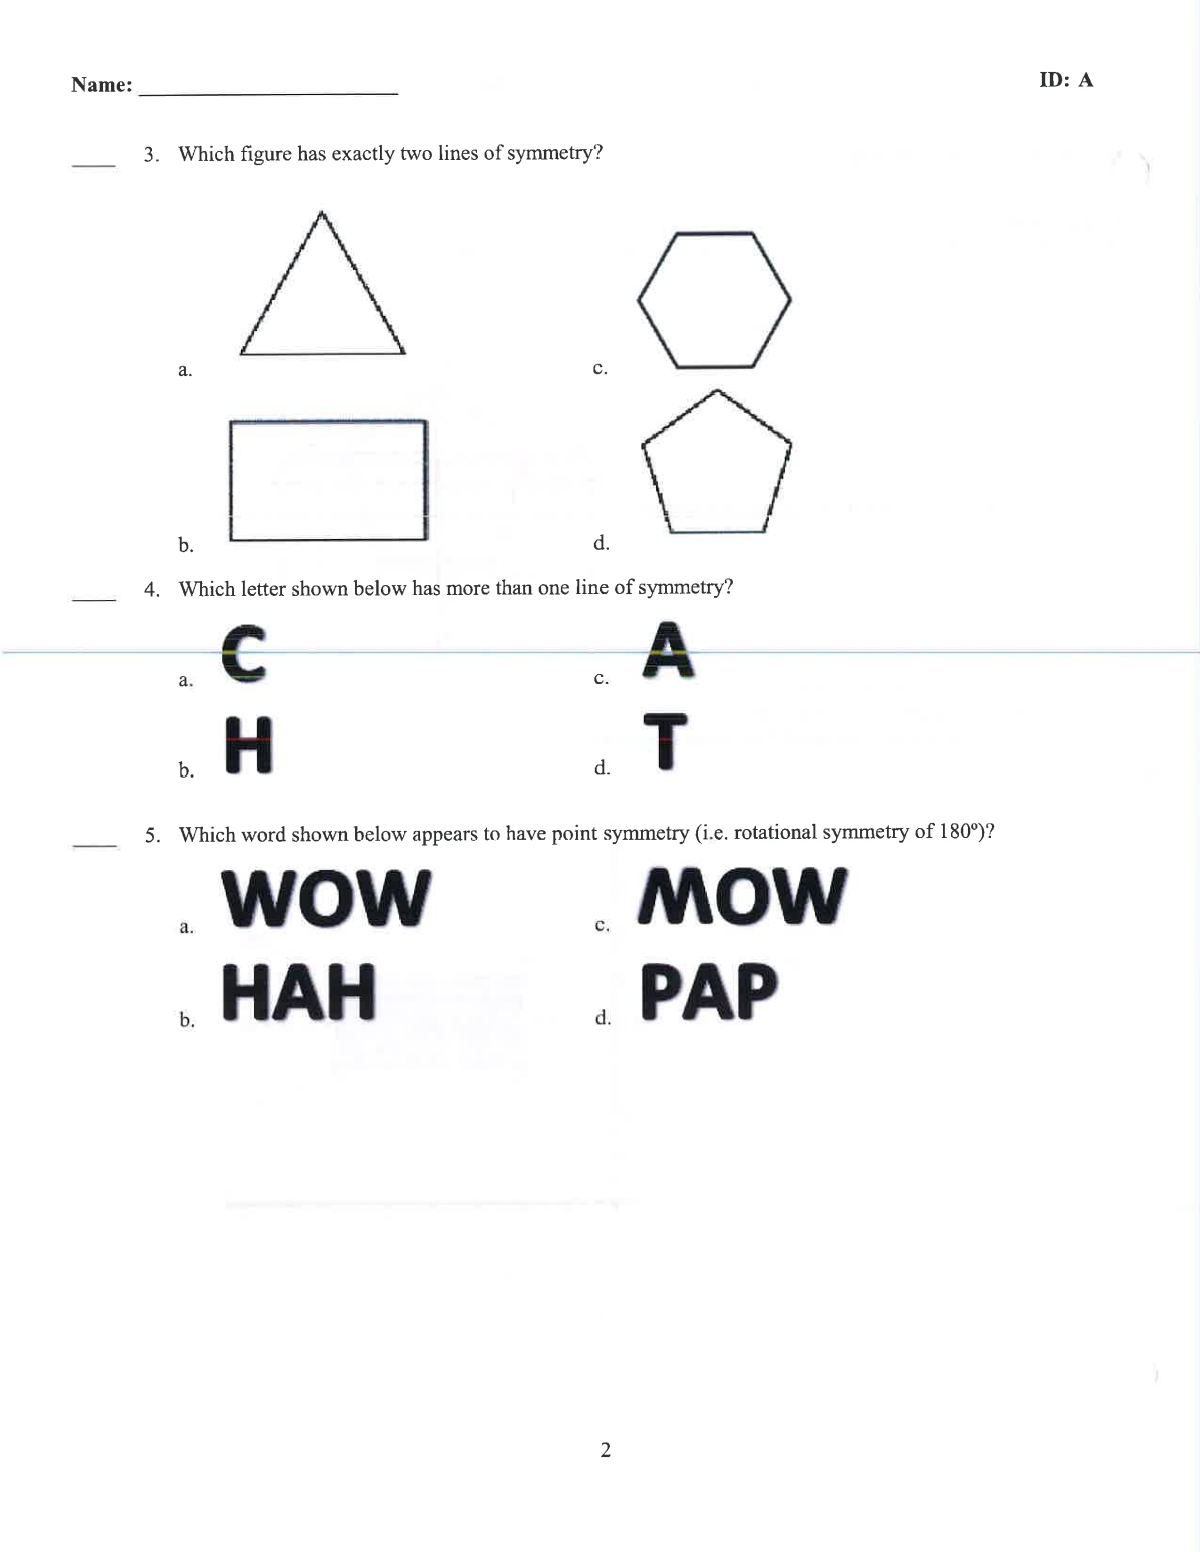 Name: ____________________ ID: A
____ 3. Which figure has exactly two lines of symmetry?
a. c.
b. d.
____ 4. Which letter shown below has more than one line of symmetry?
a. C c. A
b. H d. T
____ 5. Which word shown below appears to have point symmetry (i.e. rotational symmetry of 180º)?
a. WOW c. MOW
b. HAH d. PAP
2